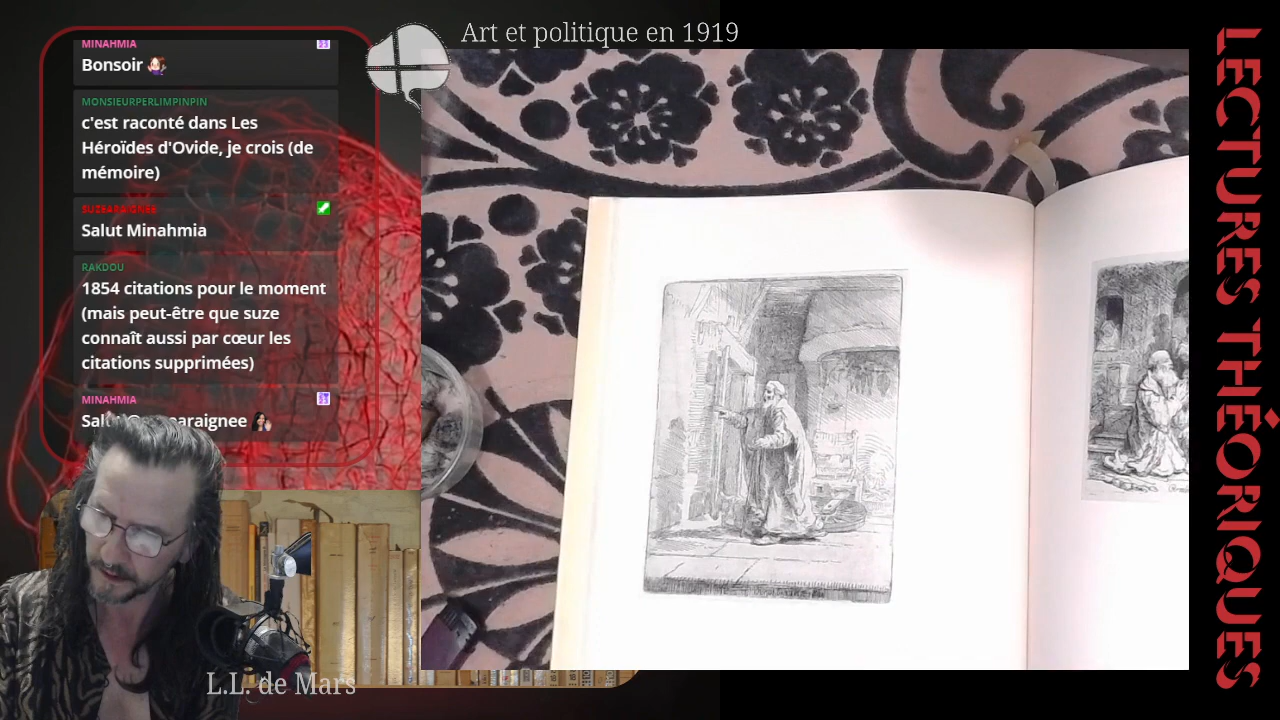 Art et politique en 1919
MINAHMIA
Bonsoir
MONSIEURPERLIMPINPIN
c'est raconté dans Les
Héroïdes d'Ovide, je crois (de
mémoire)
SUZEARAIGNEE
Salut Minahmia
RAKDOU
1854 citations pour le moment
(mais peut-être que suze
connaît aussi par cœur les
citations supprimées)
MINAHMIA
L.L. de Mars
LECTURES THÉORIQUES